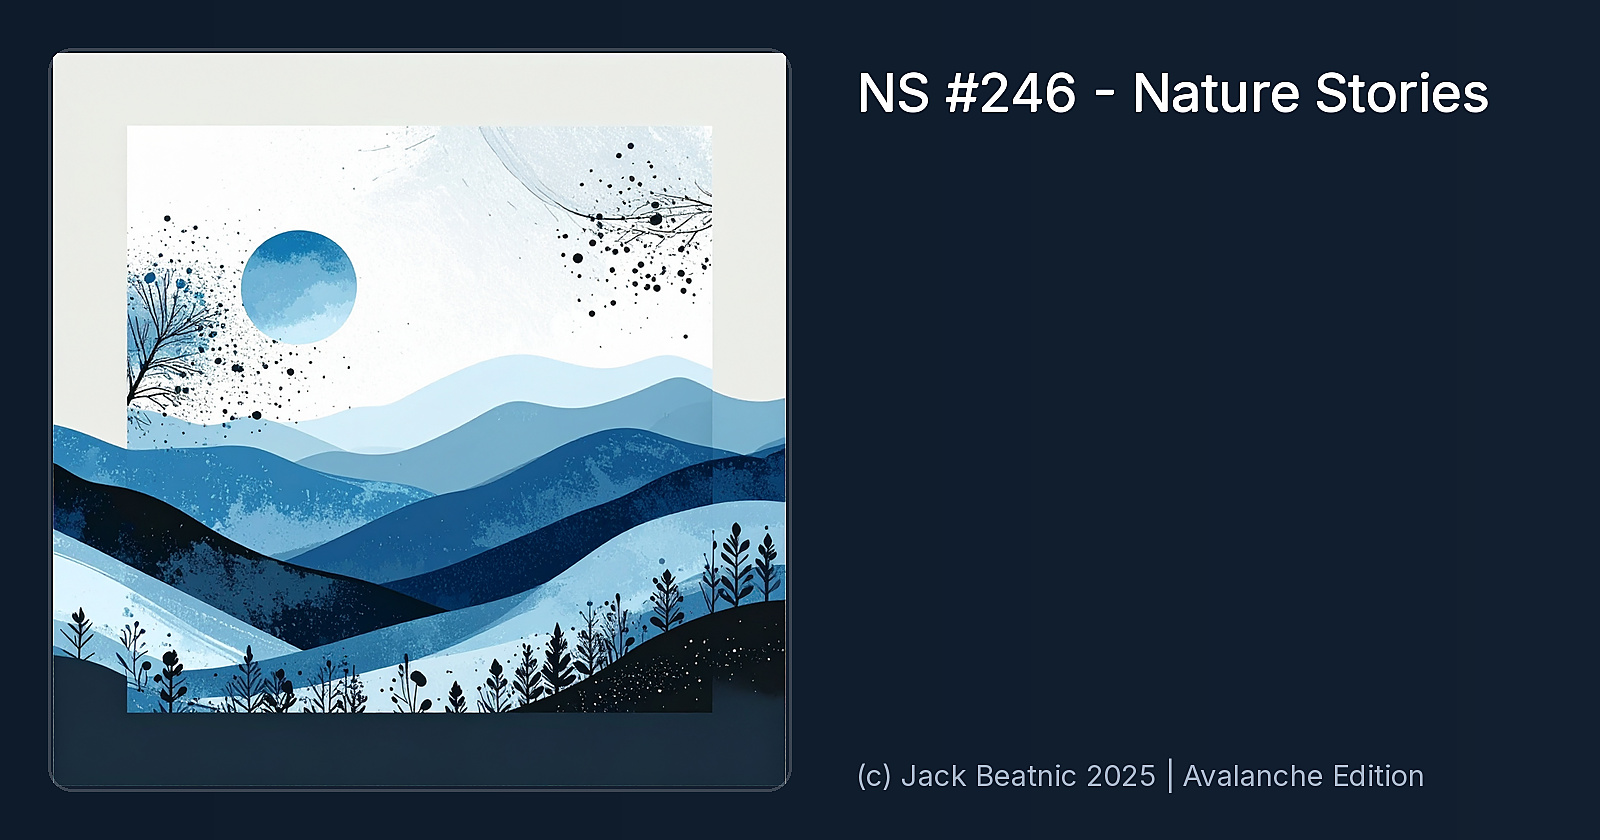 NS #246 - Nature Stories
(c) Jack Beatnic 2025 | Avalanche Edition